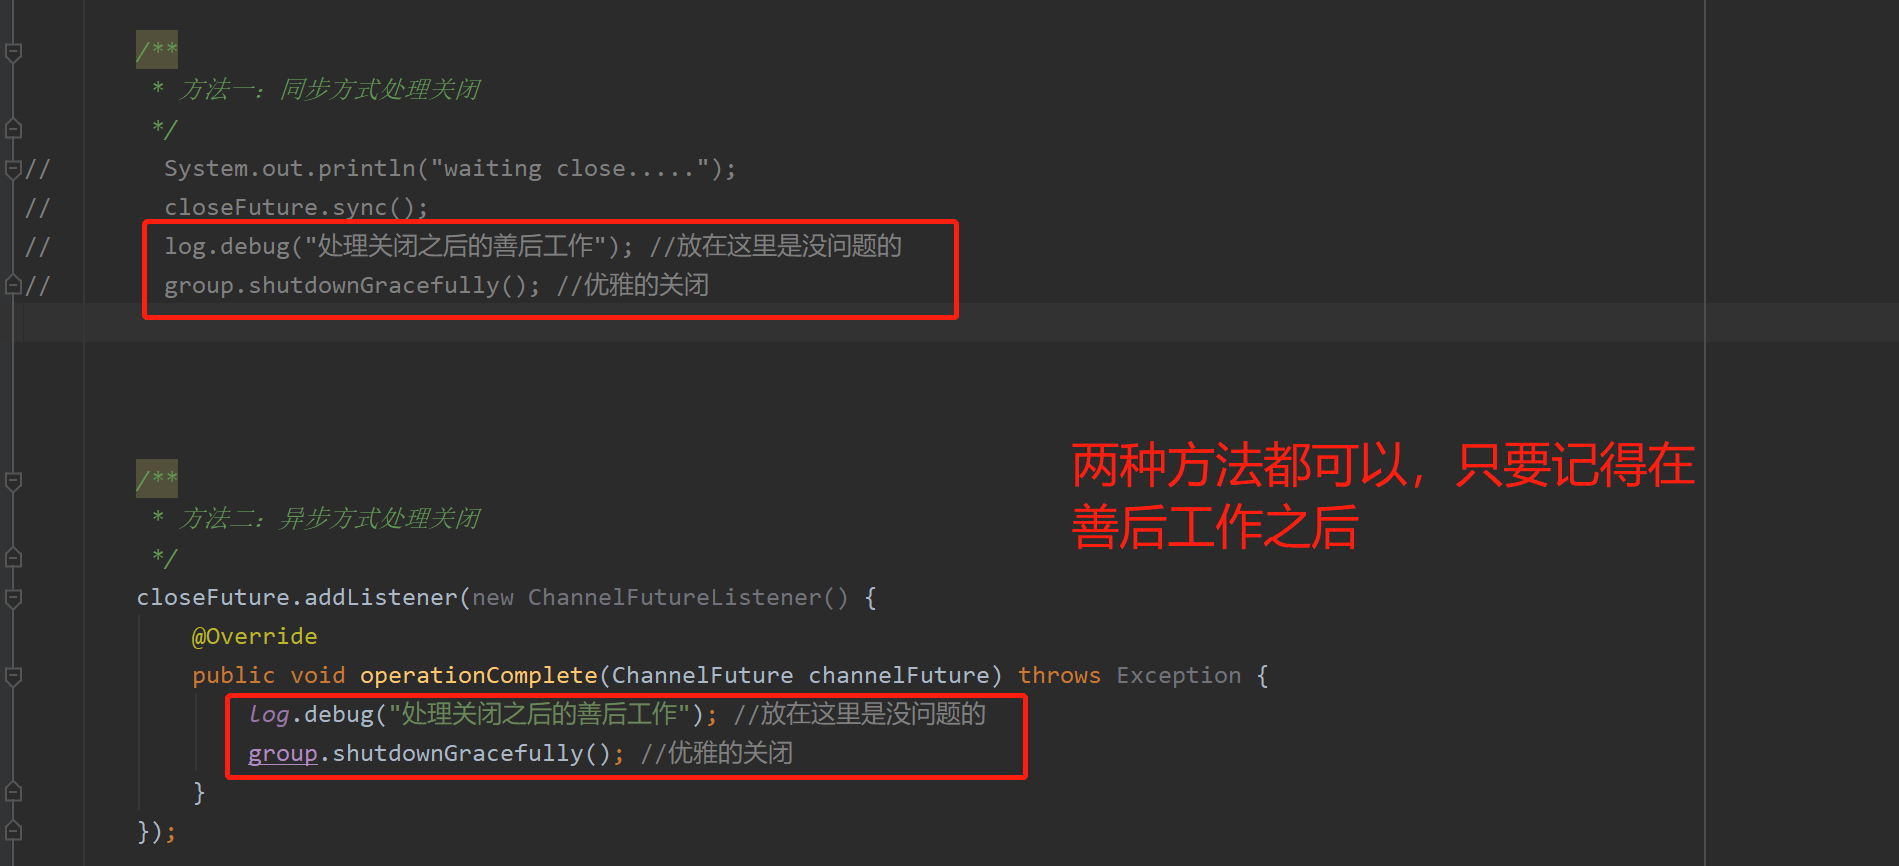 /**
* 方法一：同步方式处理关闭
*/
// System.out.println("waiting close.....");
// closeFuture.sync();
// log.debug("处理关闭之后的善后工作"); //放在这里是没问题的
// group.shutdownGracefully(); //优雅的关闭
两种方法都可以，只要记得在
善后工作之后
/**
* 方法二：异步方式处理关闭
*/
closeFuture.addListener(new ChannelFutureListener() {
@Override
public void operationComplete(ChannelFuture channelFuture) throws Exception {
log.debug("处理关闭之后的善后工作"); //放在这里是没问题的
group.shutdownGracefully(); //优雅的关闭
}
});